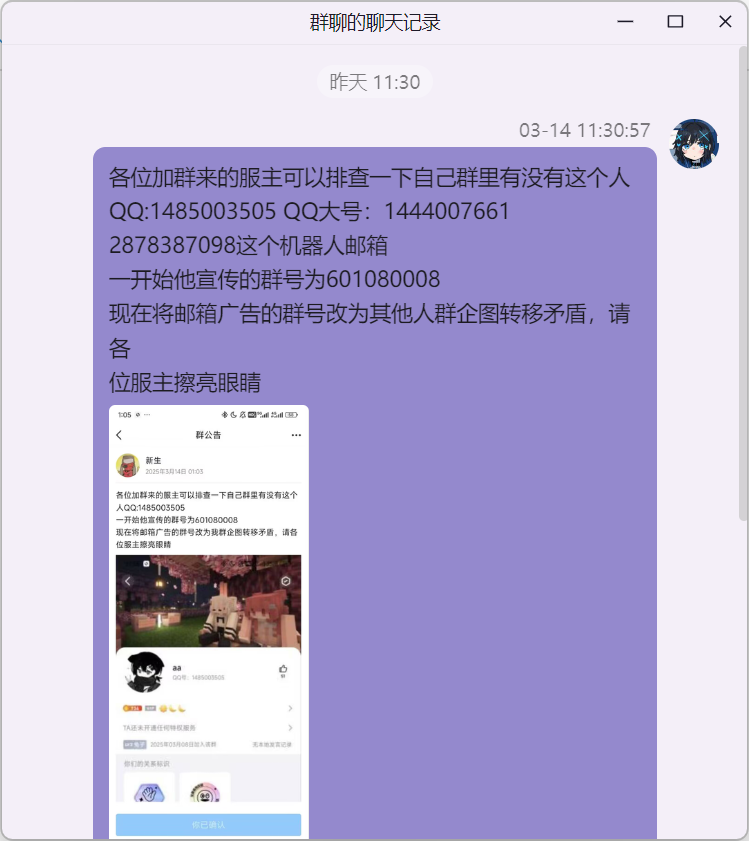 群聊的聊天记录
昨天 11:30
03-14 11:30:57
各位加群来的服主可以排查一下自己群里有没有这个人
QQ:1485003505 QQ大号：1444007661
2878387098这个机器人邮箱
一开始他宣传的群号为601080008
现在将邮箱广告的群号改为其他人群企图转移矛盾，请
各
位服主擦亮眼睛
1:05
群公告
新生
2025年3月14日 01:03
各位加群来的服主可以排查一下自己群里有没有这个
人QQ:1485003505
一开始他宣传的群号为601080008
现在将邮箱广告的群号改为我群企图转移矛盾，请各
位服主擦亮眼睛
aa
QQ号：1485003505
TA还未开通任何特权服务
2025年03月08日加入该群
你们的关系标识
你已确认